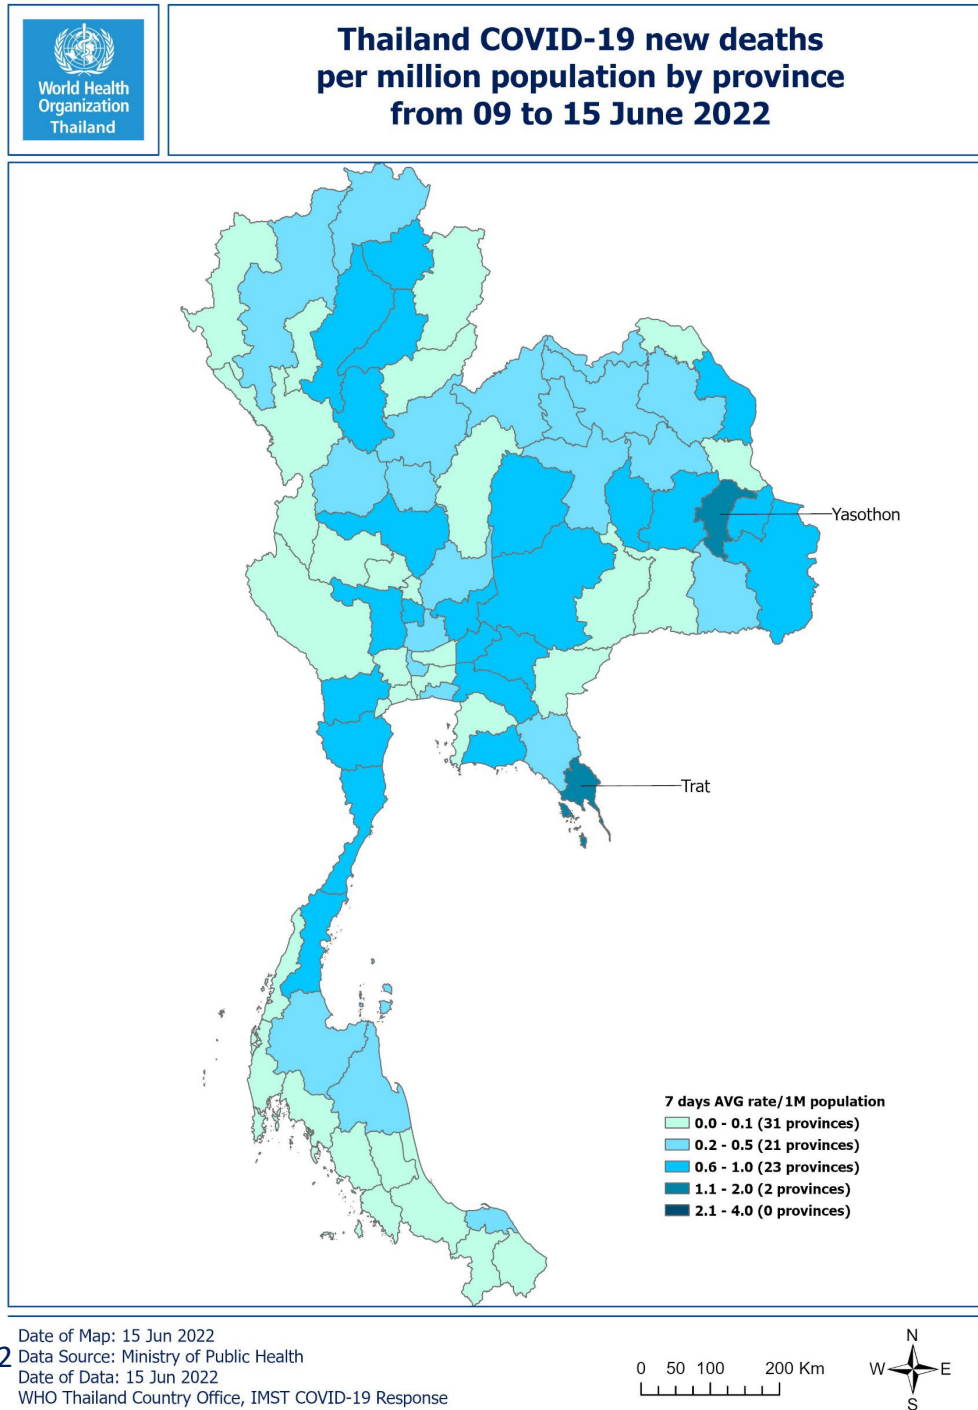 World Health
Organization
Thailand
Thailand COVID-19 new deaths
per million population by province
from 09 to 15 June 2022
Yasothon
Trat
7 days AVG rate/1M population
0.0 - 0.1 (31 provinces)
0.2 - 0.5 (21 provinces)
0.6 - 1.0 (23 provinces)
1.1 - 2.0 (2 provinces)
2.1 - 4.0 (0 provinces)
Date of Map: 15 Jun 2022
2 Data Source: Ministry of Public Health
Date of Data: 15 Jun 2022
WHO Thailand Country Office, IMST COVID-19 Response
0 50 100 200 Km
N
W E
S